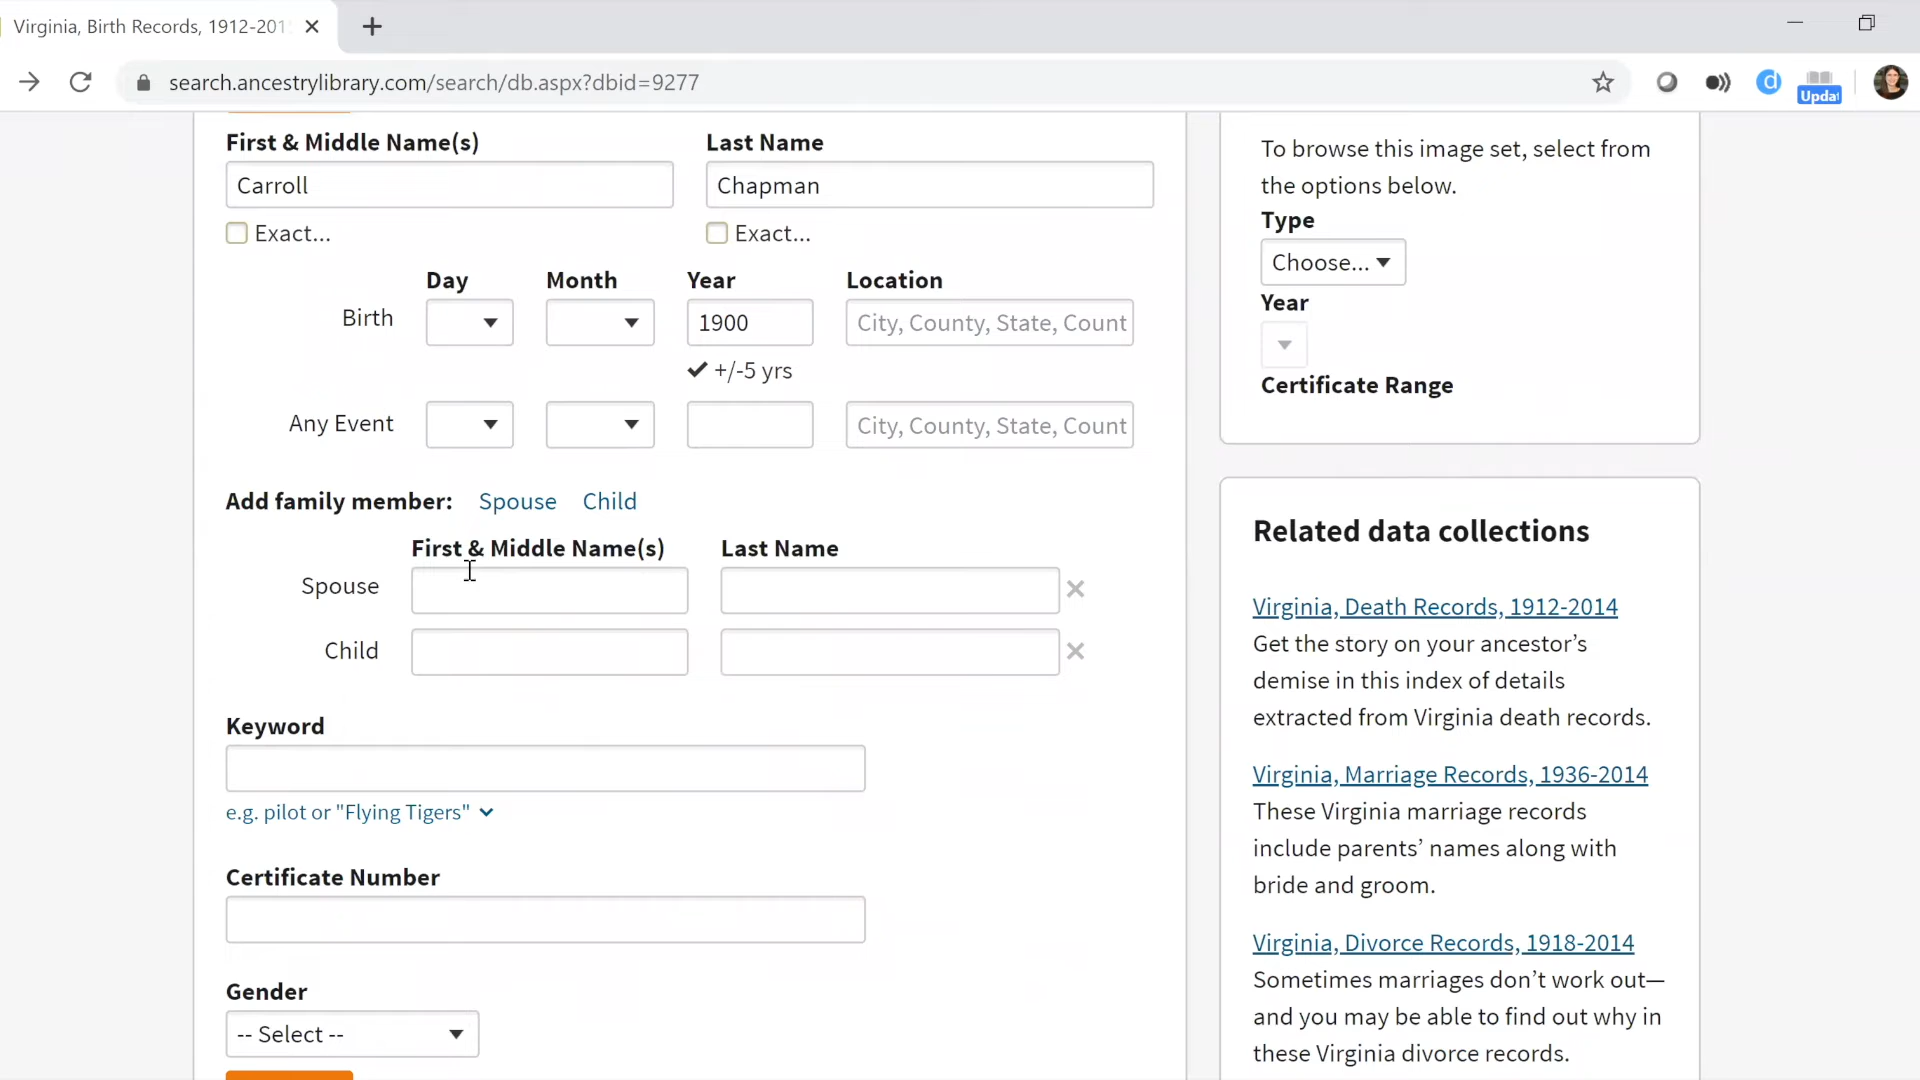 Virginia, Birth Records, 1912-201
search.ancestrylibrary.com/search/db.aspx?dbid=9277
Updat
First & Middle Name(s) Last Name
Carroll Chapman
Exact... Exact...
Day Month Year Location
Birth 1900 City, County, State, Count
+/-5 yrs
Any Event City, County, State, Count
Add family member: Spouse Child
First & Middle Name(s) Last Name
Spouse
Child
Keyword
e.g. pilot or "Flying Tigers"
Certificate Number
Gender
-- Select --
To browse this image set, select from
the options below.
Type
Choose...
Year
Certificate Range
Related data collections
Virginia, Death Records, 1912-2014
Get the story on your ancestor’s
demise in this index of details
extracted from Virginia death records.
Virginia, Marriage Records, 1936-2014
These Virginia marriage records
include parents’ names along with
bride and groom.
Virginia, Divorce Records, 1918-2014
Sometimes marriages don’t work out—
and you may be able to find out why in
these Virginia divorce records.